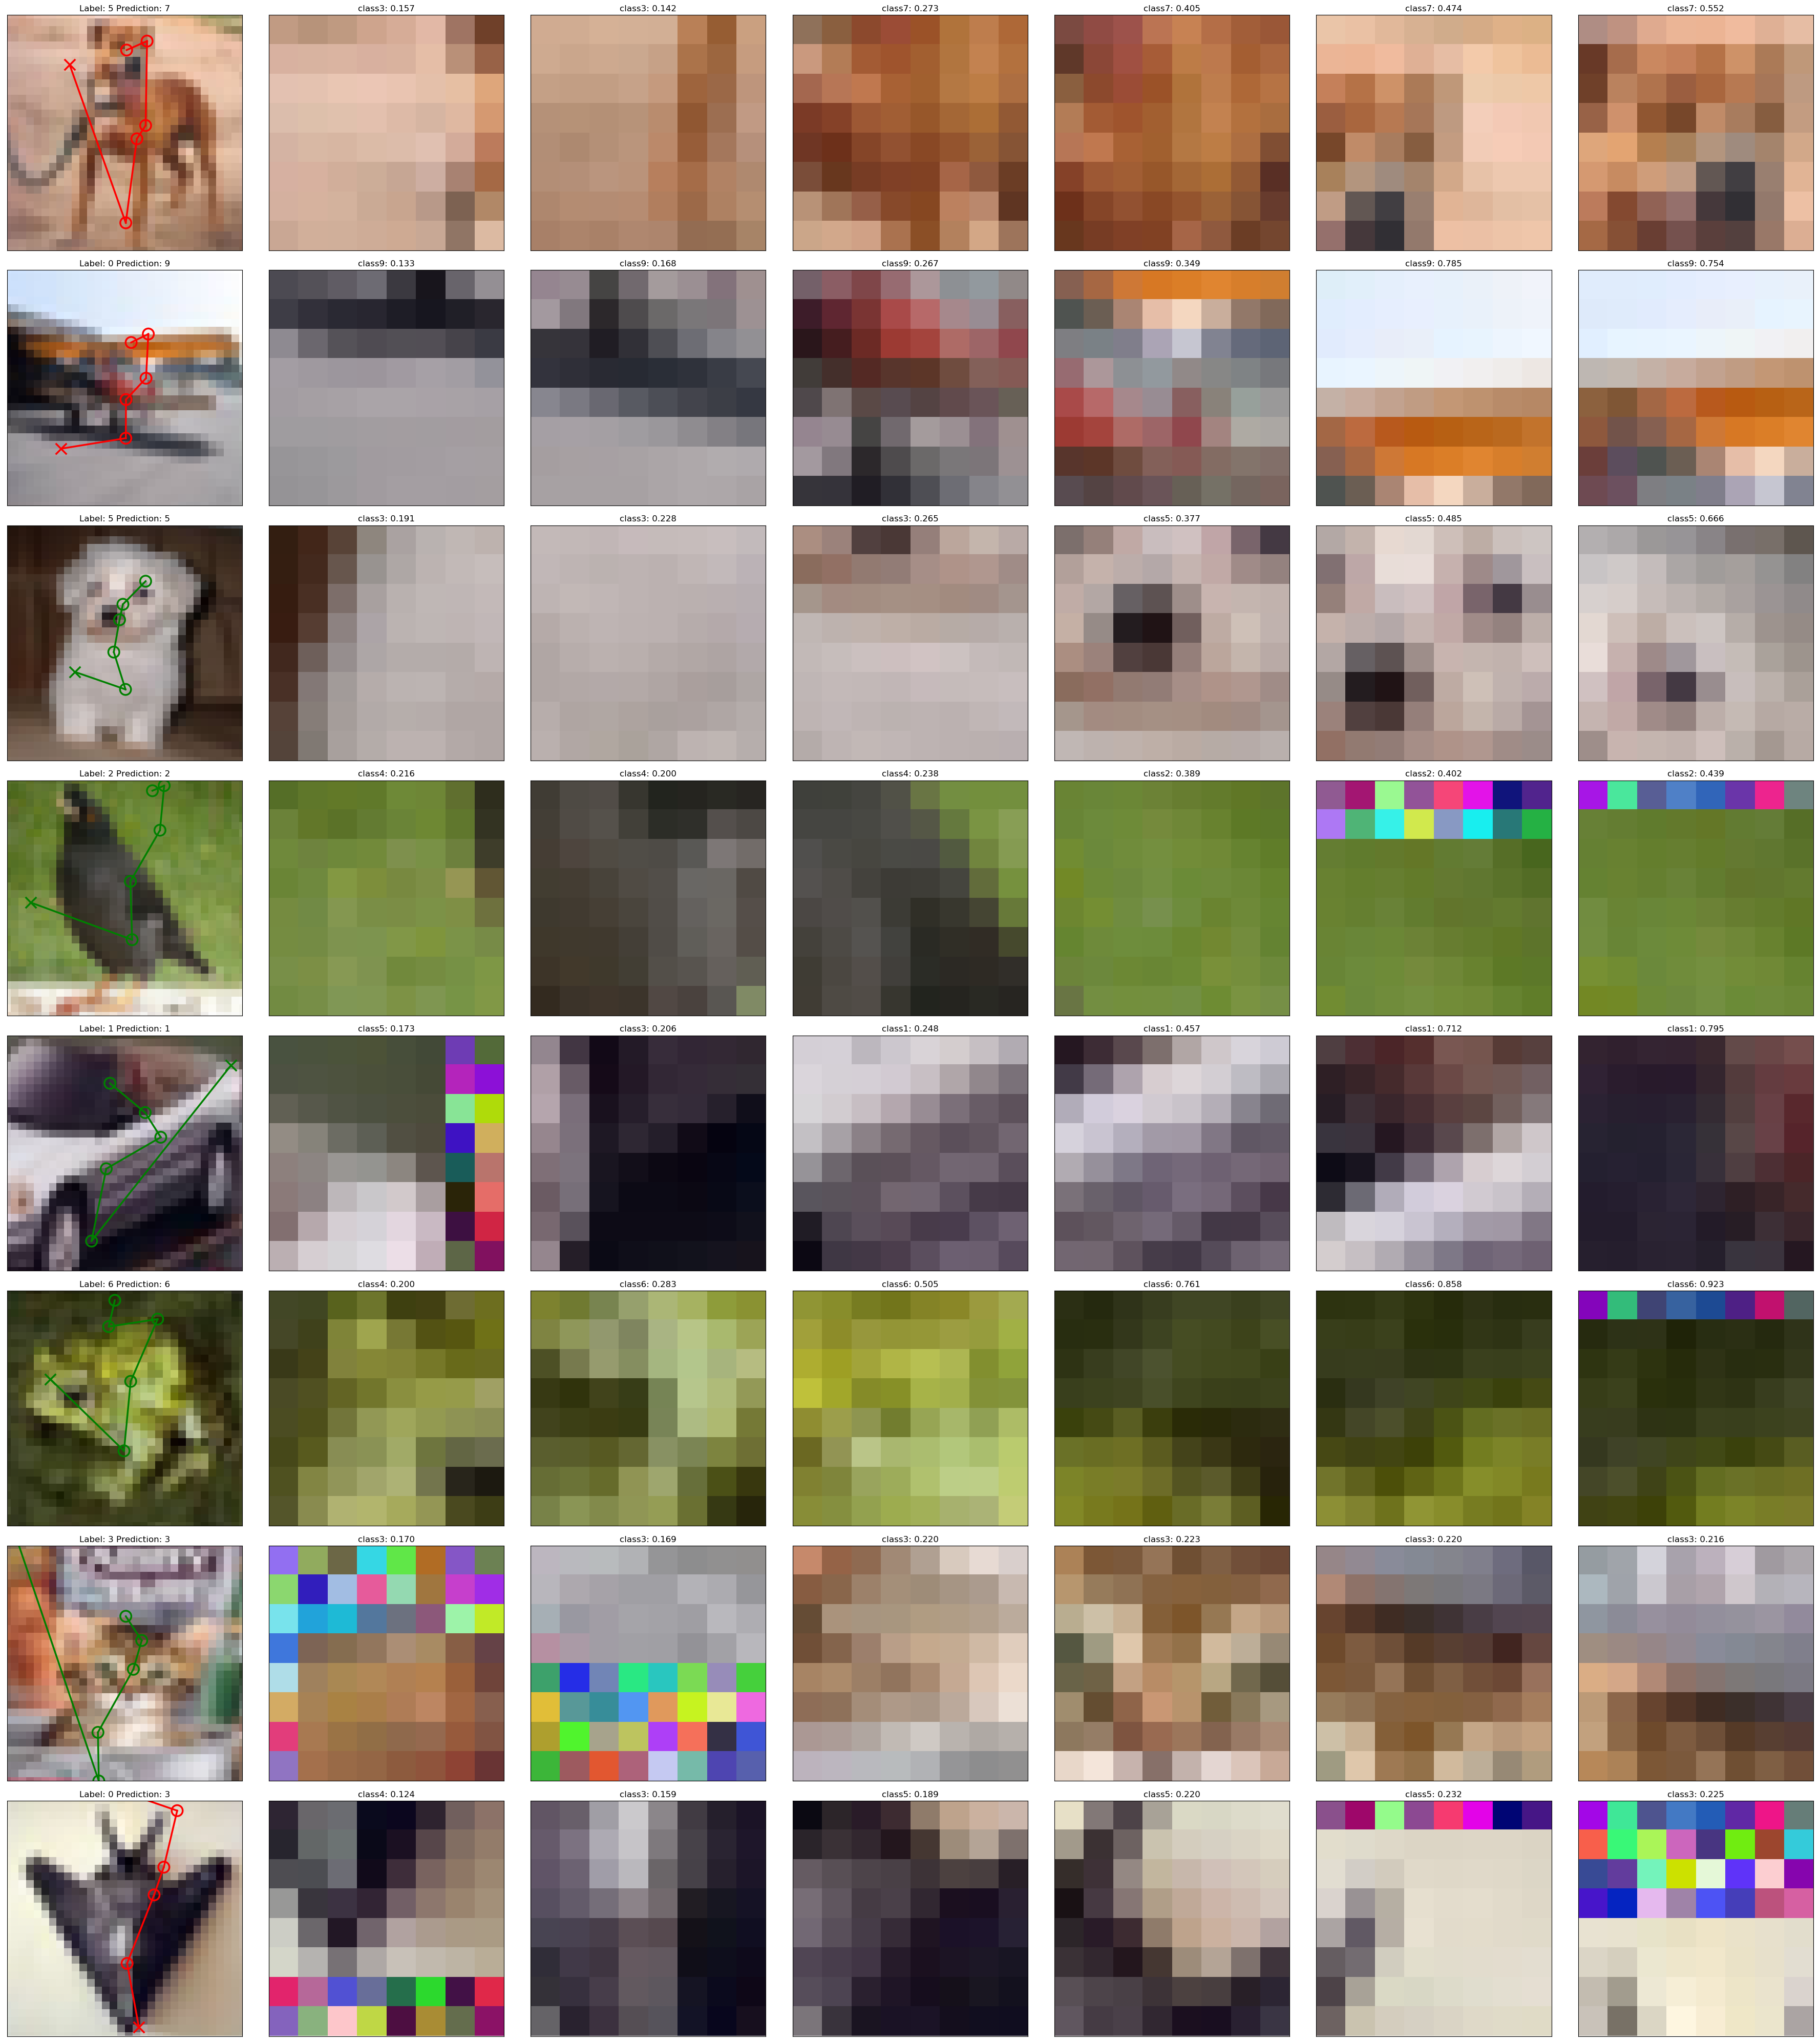 Label: 5 Prediction: 7 class3: 0.157 class3: 0.142 class7: 0.273 class7: 0.405 class7: 0.474 class7: 0.552
Label: 0 Prediction: 9 class9: 0.133 class9: 0.168 class9: 0.267 class9: 0.349 class9: 0.785 class9: 0.754
Label: 5 Prediction: 5 class3: 0.191 class3: 0.228 class3: 0.265 class5: 0.377 class5: 0.485 class5: 0.666
Label: 2 Prediction: 2 class4: 0.216 class4: 0.200 class4: 0.238 class2: 0.389 class2: 0.402 class2: 0.439
Label: 1 Prediction: 1 class5: 0.173 class3: 0.206 class1: 0.248 class1: 0.457 class1: 0.712 class1: 0.795
Label: 6 Prediction: 6 class4: 0.200 class6: 0.283 class6: 0.505 class6: 0.761 class6: 0.858 class6: 0.923
Label: 3 Prediction: 3 class3: 0.170 class3: 0.169 class3: 0.220 class3: 0.223 class3: 0.220 class3: 0.216
Label: 0 Prediction: 3 class4: 0.124 class3: 0.159 class5: 0.189 class5: 0.220 class5: 0.232 class3: 0.225